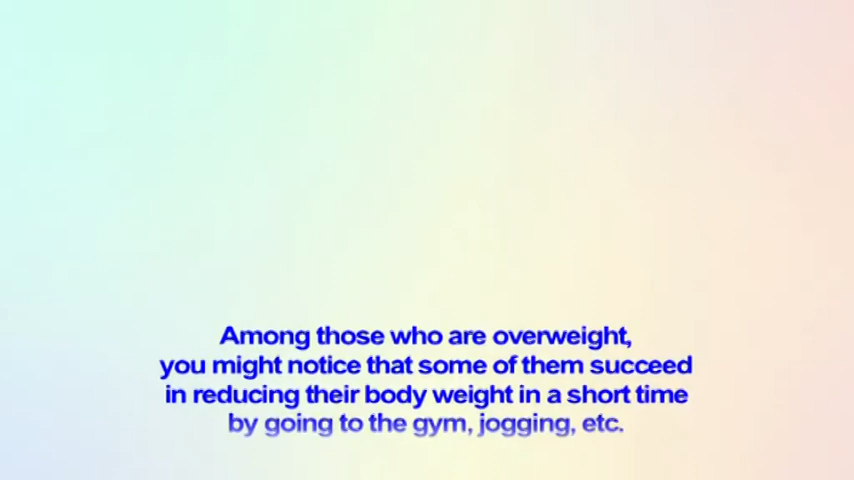 Among those who are overweight,
you might notice that some of them succeed
in reducing their body weight in a short time
by going to the gym, jogging, etc.